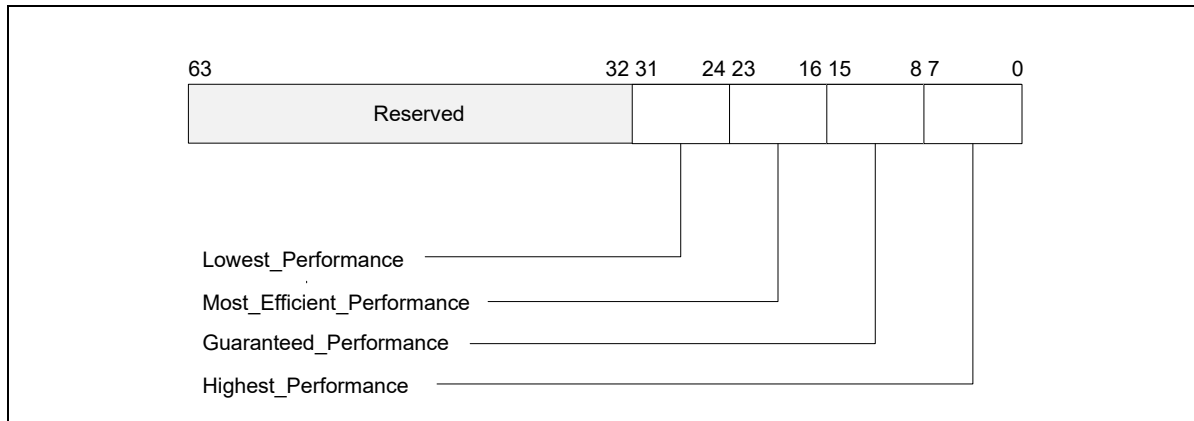 63 32 31 24 23 16 15 8 7 0
Reserved
Lowest_Performance
Most_Efficient_Performance
Guaranteed_Performance
Highest_Performance